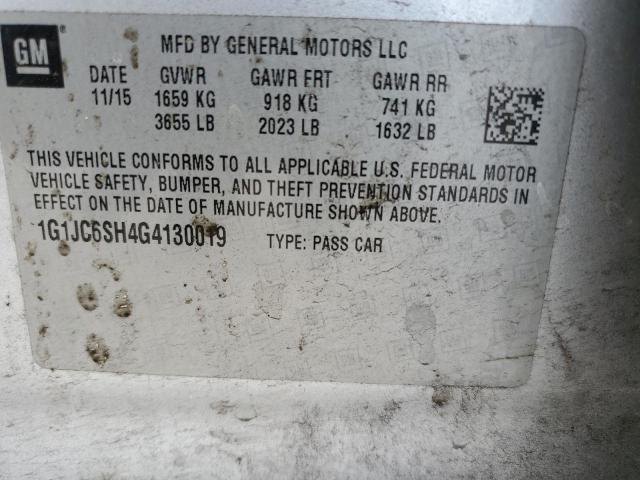 GM
MFD BY GENERAL MOTORS LLC
DATE GVWR GAWR FRT GAWR RR
11/15 1659 KG 918 KG 741 KG
3655 LB 2023 LB 1632 LB
THIS VEHICLE CONFORMS TO ALL APPLICABLE U.S. FEDERAL MOTOR
VEHICLE SAFETY, BUMPER, AND THEFT PREVENTION STANDARDS IN
EFFECT ON THE DATE OF MANUFACTURE SHOWN ABOVE.
1G1JC6SH4G4130019 TYPE: PASS CAR